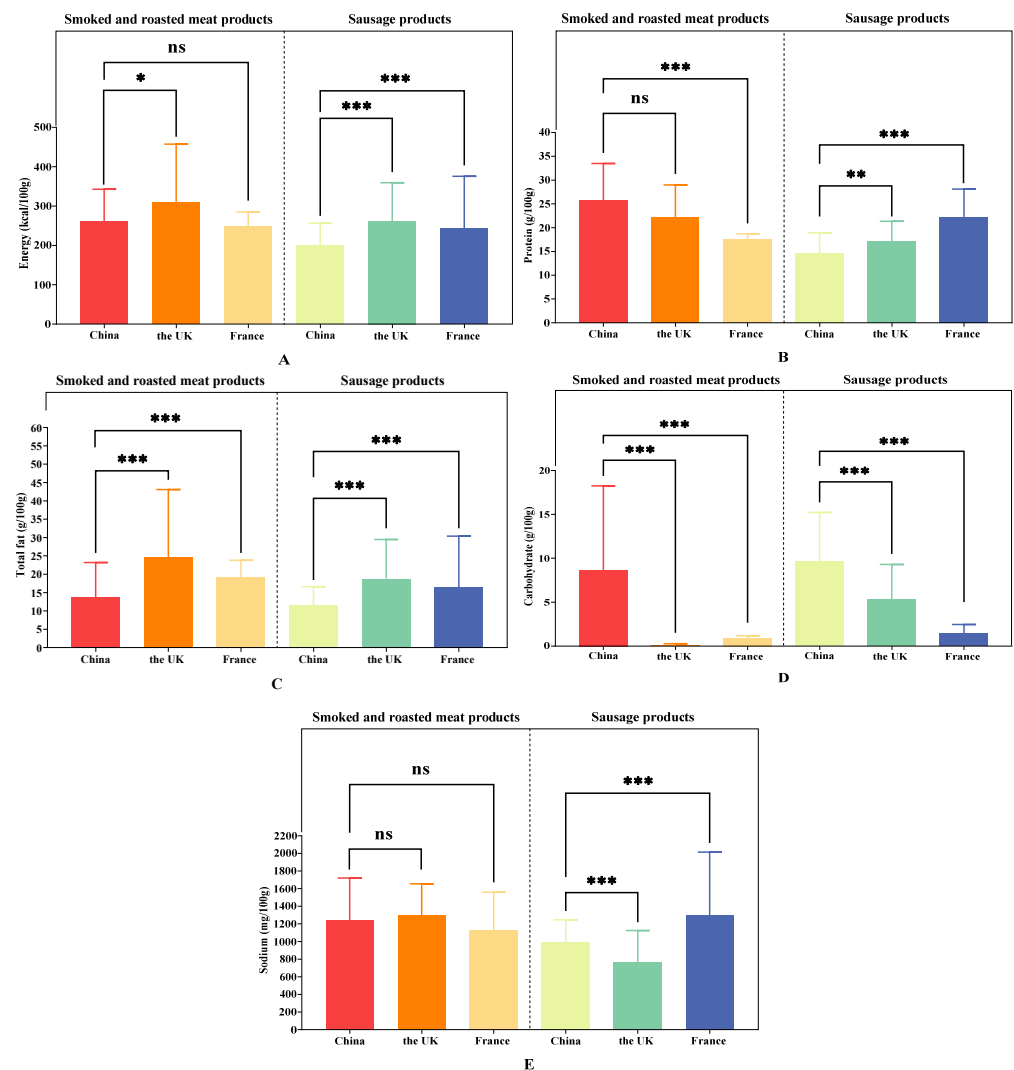 Smoked and roasted meat products
Sausage products
ns
*
***
***
Energy (kcal/100g)
500
400
300
200
100
0
China
the UK
France
China
the UK
France
A
Smoked and roasted meat products
Sausage products
***
ns
***
**
Protein (g/100g)
40
35
30
25
20
15
10
5
0
China
the UK
France
China
the UK
France
B
Smoked and roasted meat products
Sausage products
***
***
***
***
Total fat (g/100g)
60
55
50
45
40
35
30
25
20
15
10
5
0
China
the UK
France
China
the UK
France
C
Smoked and roasted meat products
Sausage products
***
***
***
***
Carbohydrate (g/100g)
20
15
10
5
0
China
the UK
France
China
the UK
France
D
Smoked and roasted meat products
Sausage products
ns
ns
***
***
Sodium (mg/100g)
2200
2000
1800
1600
1400
1200
1000
800
600
400
200
0
China
the UK
France
China
the UK
France
E